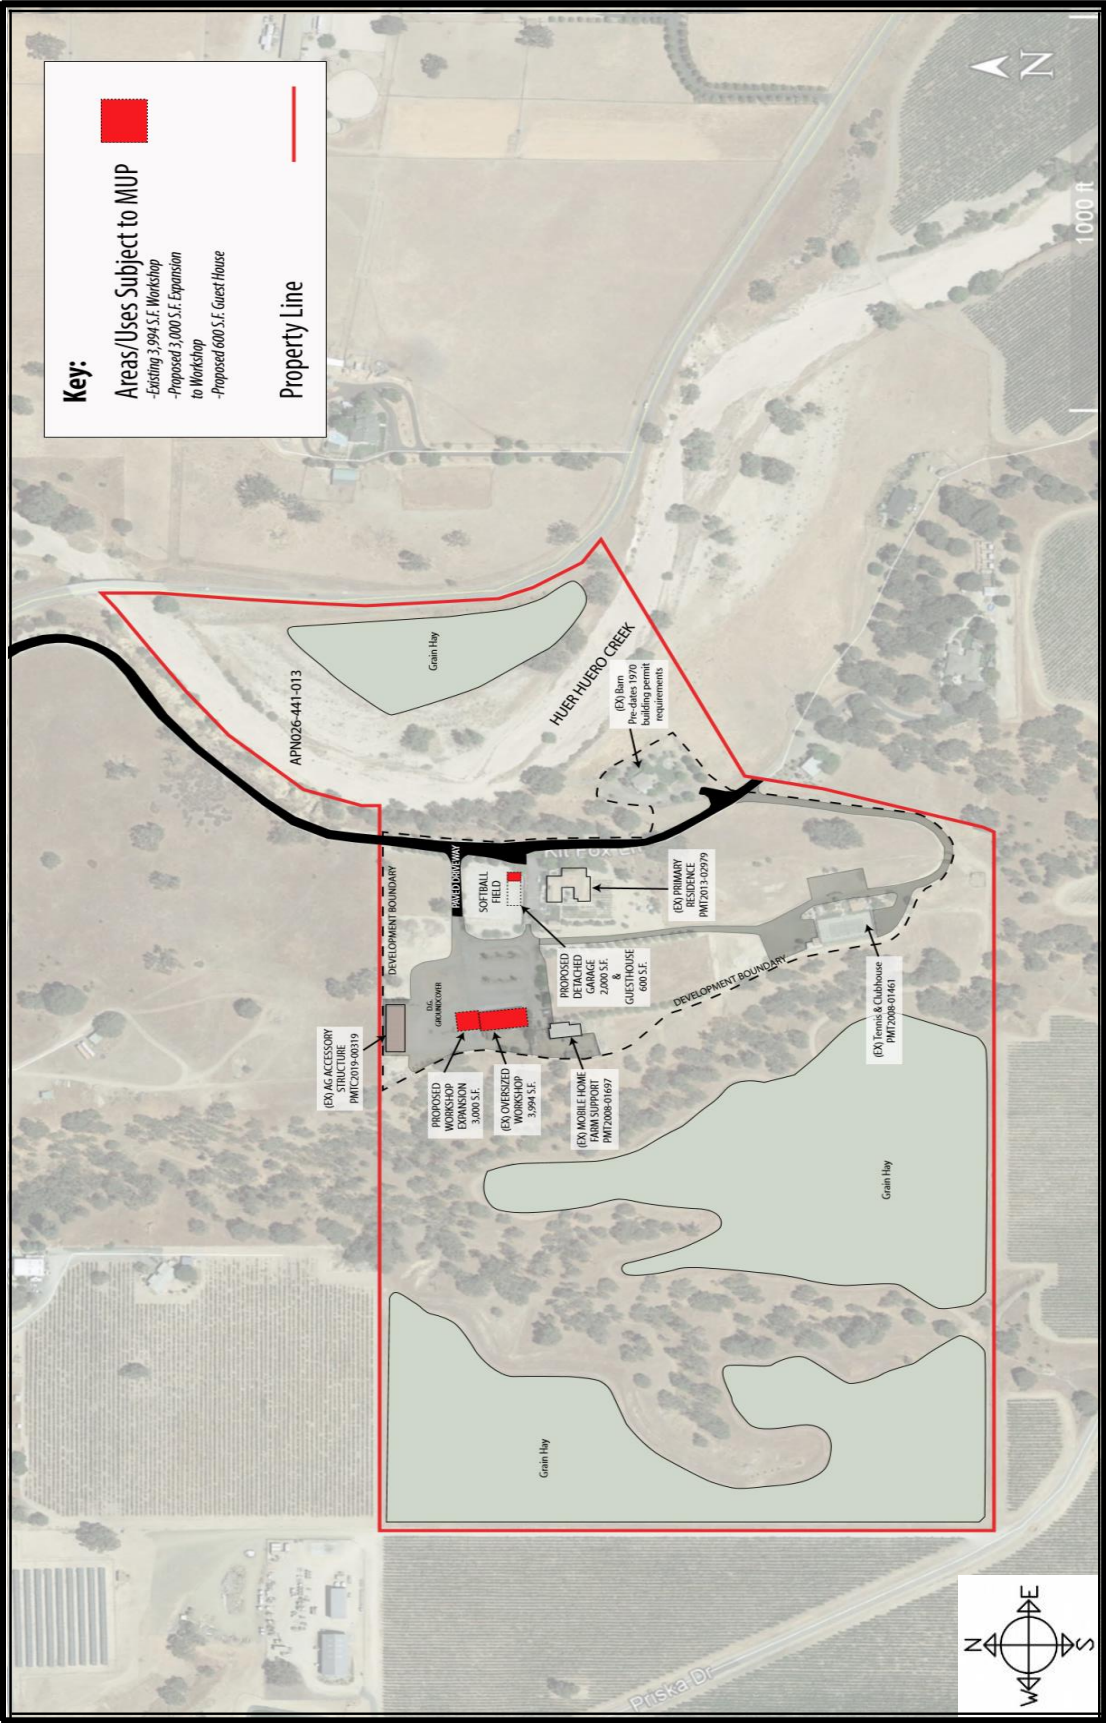 Key:
Areas/Uses Subject to MUP
-Existing 3,994 S.F. Workshop
-Proposed 3,000 S.F. Expansion
to Workshop
-Proposed 600 S.F. Guest House
Property Line
N
1000 ft
APN026-441-013
Grain Hay
HUER HUERO CREEK
(EX) Barn
Pre-dates 1970
building permit
requirements
DEVELOPMENT BOUNDARY
PAVED DRIVEWAY
SOFTBALL
FIELD
(EX) PRIMARY
RESIDENCE
PMT2013-02979
PROPOSED
DETACHED
GARAGE
2,000 S.F.
&
GUESTHOUSE
600 S.F.
DEVELOPMENT BOUNDARY
D.G.
GROUNDCOVER
(EX) AG ACCESSORY
STRUCTURE
PMTC2019-00319
PROPOSED
WORKSHOP
EXPANSION
3,000 S.F.
(EX) OVERSIZED
WORKSHOP
3,994 S.F.
(EX) MOBILE HOME
FARM SUPPORT
PMT2008-01697
(EX) Tennis & Clubhouse
PMT2008-01461
Grain Hay
Grain Hay
Priska Dr
N
W
E
S